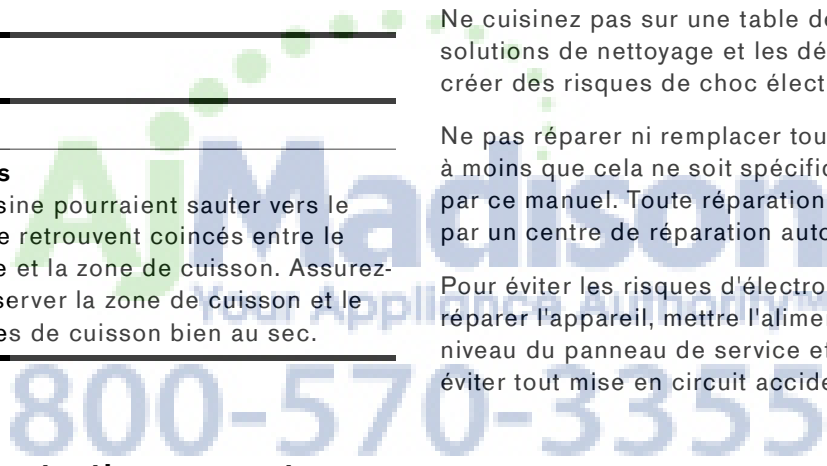 s
sine pourraient sauter vers le
e retrouvent coincés entre le
e et la zone de cuisson. Assurez-
server la zone de cuisson et le
es de cuisson bien au sec.
Ne cuisinez pas sur une table de
solutions de nettoyage et les dé
créer des risques de choc élect
Ne pas réparer ni remplacer tou
à moins que cela ne soit spécific
par ce manuel. Toute réparation
par un centre de réparation auto
Pour éviter les risques d'électro
réparer l'appareil, mettre l'alime
niveau du panneau de service et
éviter tout mise en circuit accide
AjMadison
Your Appliance Authority™
800-570-3355